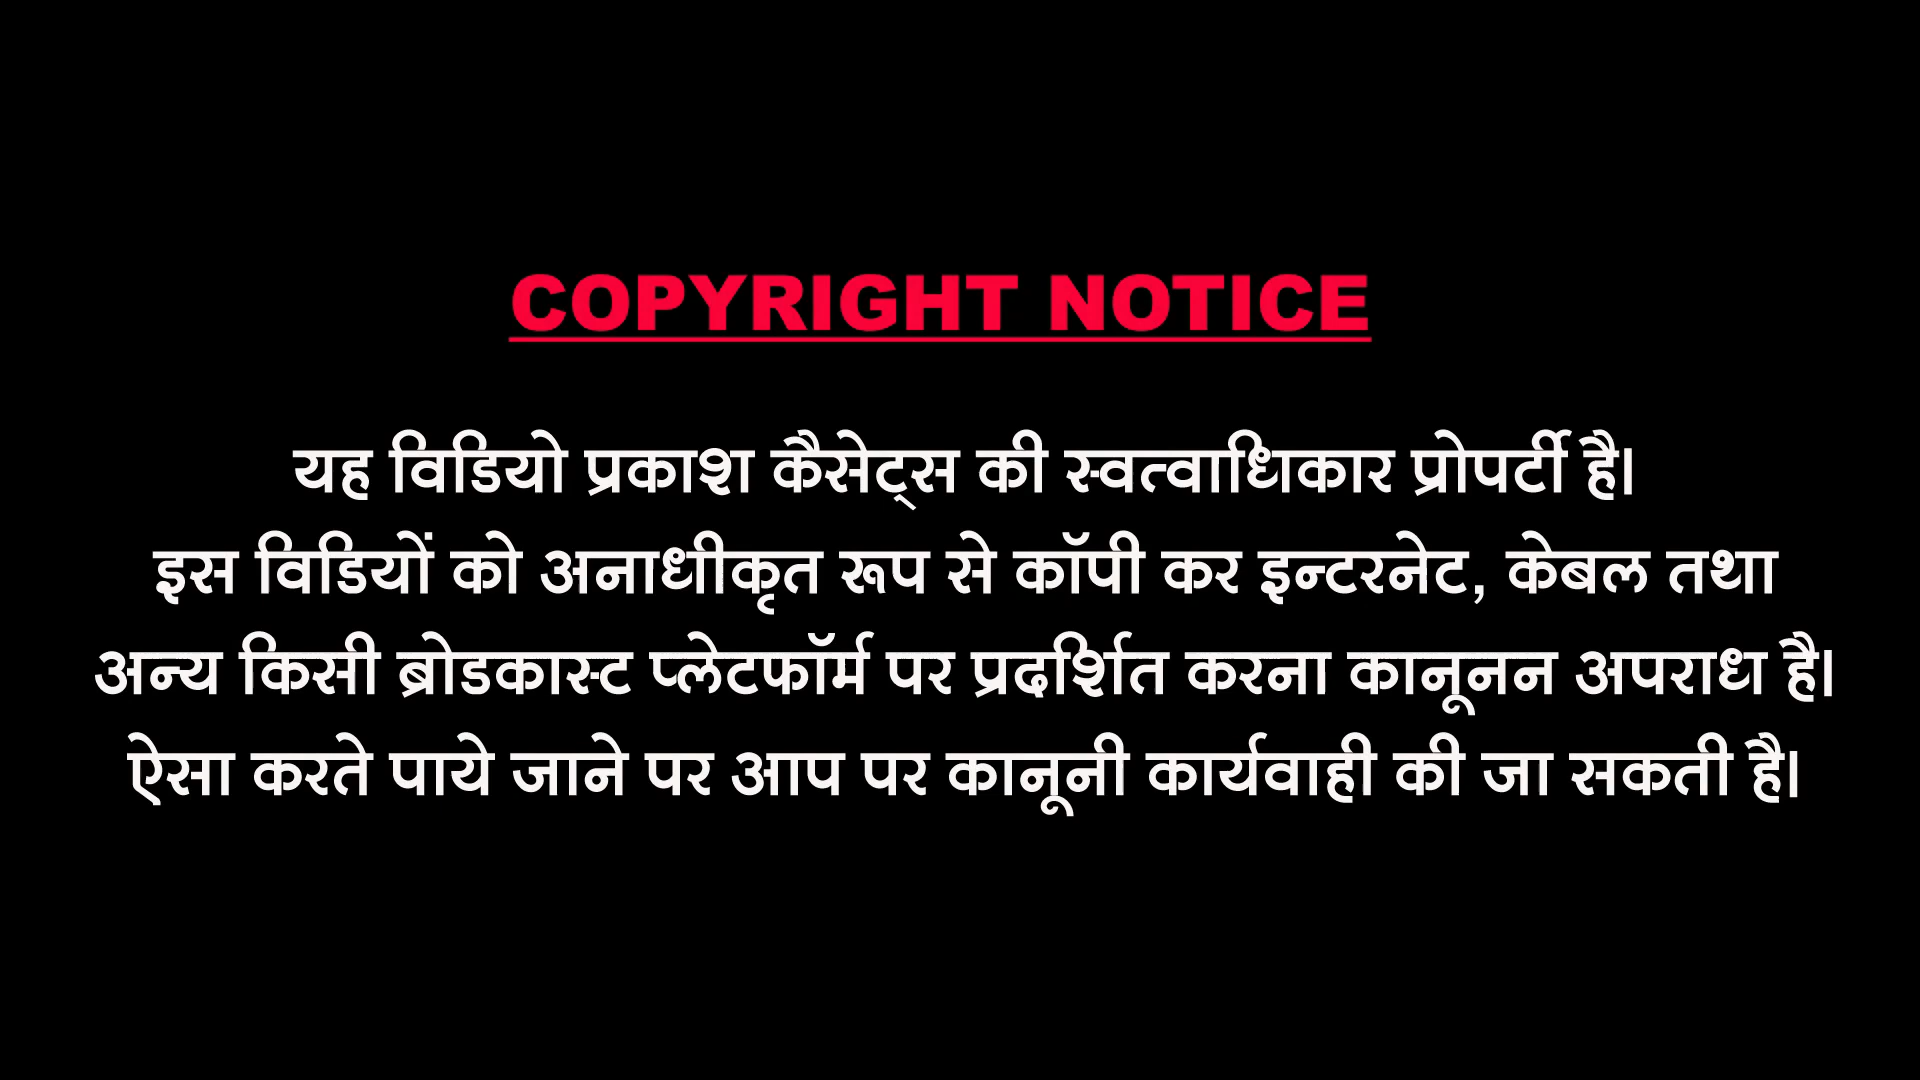 COPYRIGHT NOTICE
यह विडियो प्रकाश कैसेट्स की स्वत्वाधिकार प्रोपर्टी है।
इस विडियों को अनाधीकृत रूप से कॉपी कर इन्टरनेट, केबल तथा
अन्य किसी ब्रोडकास्ट प्लेटफॉर्म पर प्रदर्शित करना कानूनन अपराध है।
ऐसा करते पाये जाने पर आप पर कानूनी कार्यवाही की जा सकती है।